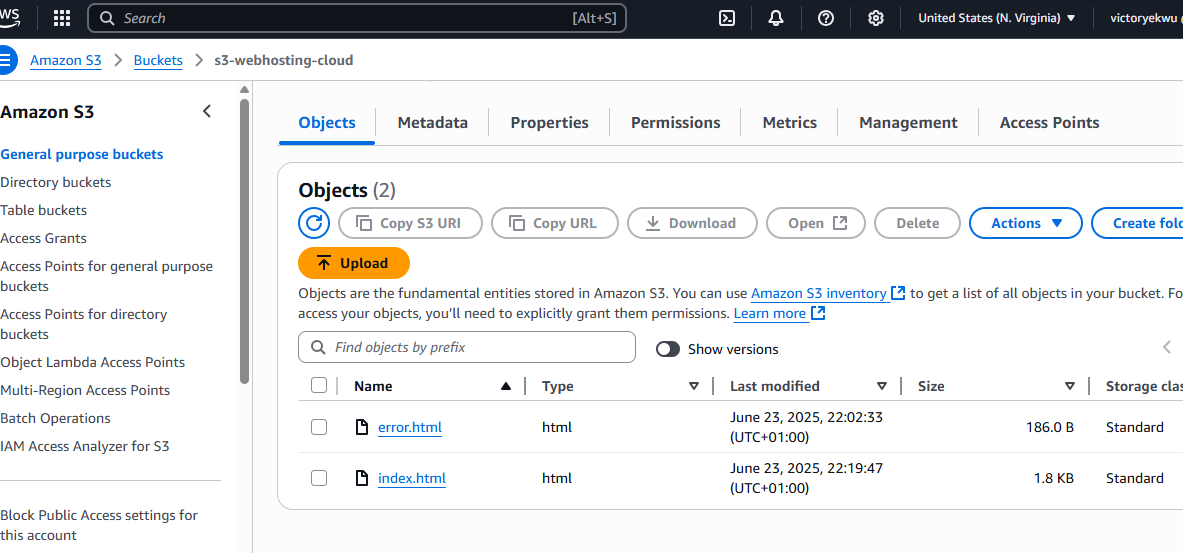 WS
Search [Alt+S]
United States (N. Virginia)
victoryekwu
Amazon S3
Buckets
s3-webhosting-cloud
Amazon S3
General purpose buckets
Directory buckets
Table buckets
Access Grants
Access Points for general purpose
buckets
Access Points for directory
buckets
Object Lambda Access Points
Multi-Region Access Points
Batch Operations
IAM Access Analyzer for S3
Block Public Access settings for
this account
Objects
Metadata
Properties
Permissions
Metrics
Management
Access Points
Objects (2)
Copy S3 URI
Copy URL
Download
Open
Delete
Actions
Create fold
Upload
Objects are the fundamental entities stored in Amazon S3. You can use Amazon S3 inventory to get a list of all objects in your bucket. Fo
access your objects, you'll need to explicitly grant them permissions. Learn more
Find objects by prefix
Show versions
Name Type Last modified Size Storage clas
error.html html June 23, 2025, 22:02:33 186.0 B Standard
(UTC+01:00)
index.html html June 23, 2025, 22:19:47 1.8 KB Standard
(UTC+01:00)